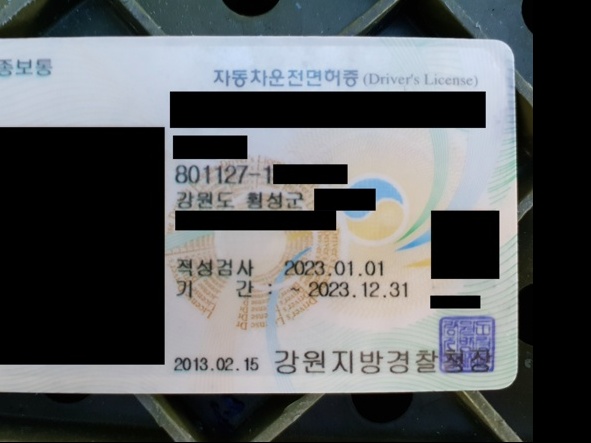 종보통
자동차운전면허증 (Driver's License)
801127-1
강원도 횡성군
적성검사 2023.01.01
기 간 : ~ 2023.12.31
2013.02.15 강원지방경찰청장